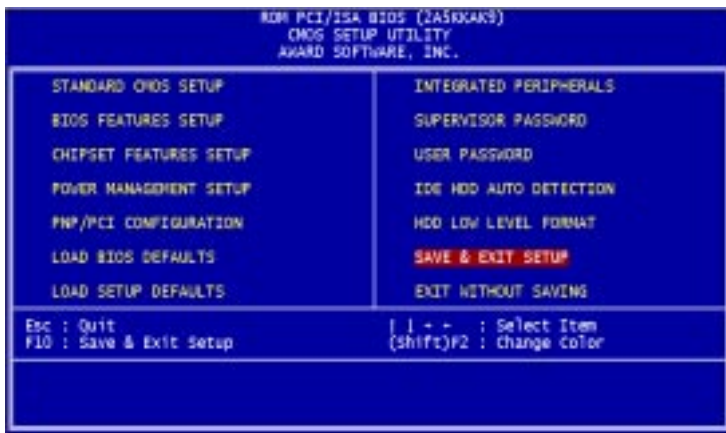 ROM PCI/ISA BIOS (2A5KKAK9)
CMOS SETUP UTILITY
AWARD SOFTWARE, INC.
STANDARD CMOS SETUP
BIOS FEATURES SETUP
CHIPSET FEATURES SETUP
POWER MANAGEMENT SETUP
PNP/PCI CONFIGURATION
LOAD BIOS DEFAULTS
LOAD SETUP DEFAULTS
INTEGRATED PERIPHERALS
SUPERVISOR PASSWORD
USER PASSWORD
IDE HDD AUTO DETECTION
HDD LOW LEVEL FORMAT
SAVE & EXIT SETUP
EXIT WITHOUT SAVING
Esc : Quit
F10 : Save & Exit Setup
: Select Item
(Shift)F2 : Change Color